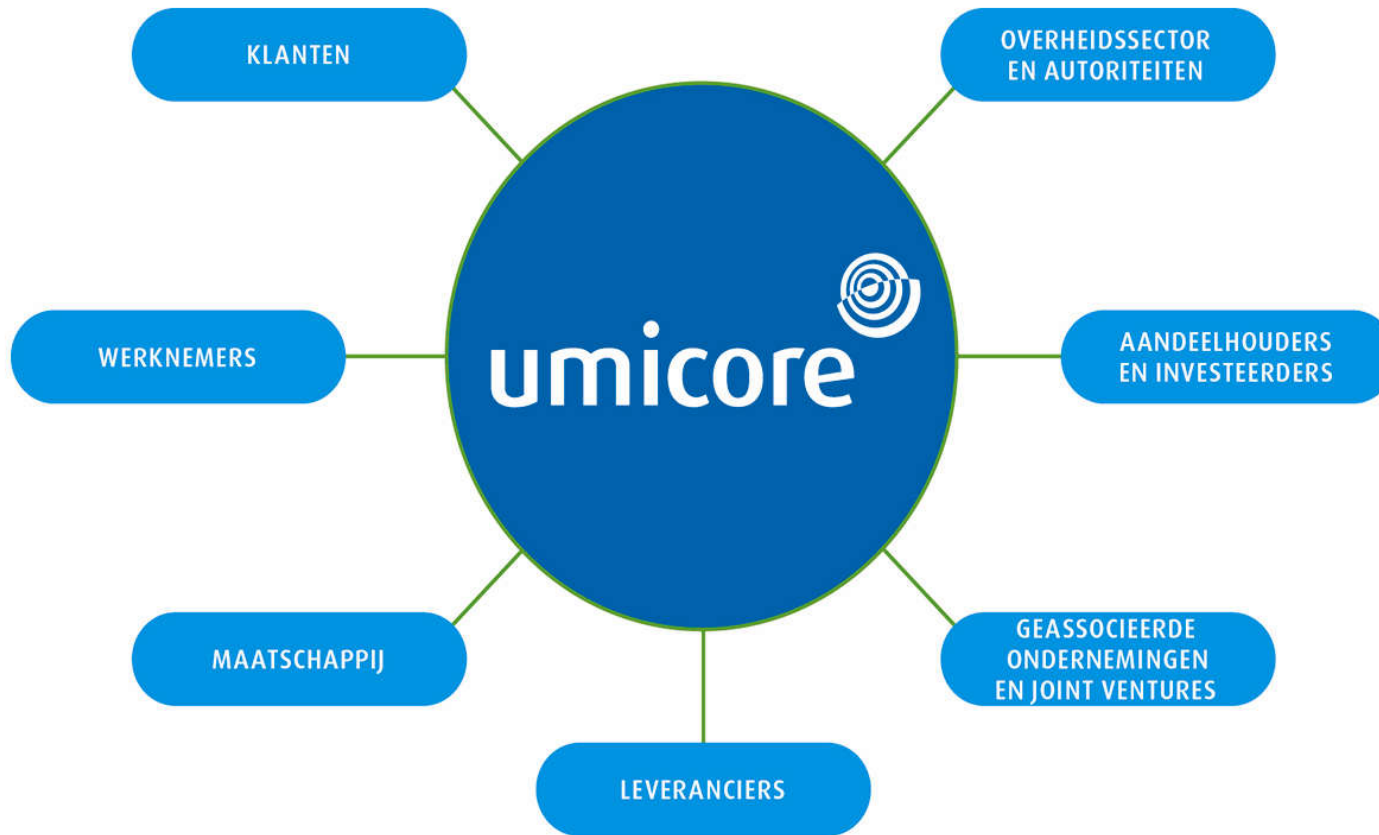 KLANTEN
OVERHEIDSSECTOR
EN AUTORITEITEN
umicore
WERKNEMERS
AANDEELHOUDERS
EN INVESTEERDERS
MAATSCHAPPIJ
GEASSOCIEERDE
ONDERNEMINGEN
EN JOINT VENTURES
LEVERANCIERS